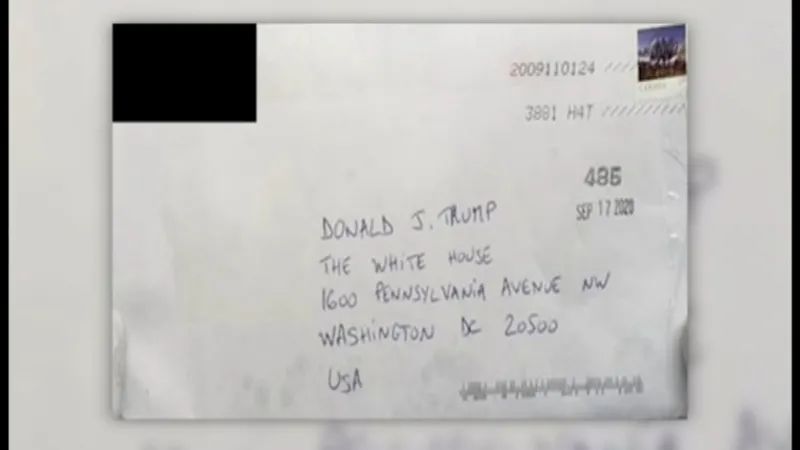 2009110124
3881 H4T
486
SEP 17 2020
DONALD J. TRUMP
THE WHITE HOUSE
1600 PENNSYLVANIA AVENUE NW
WASHINGTON DC 20500
USA